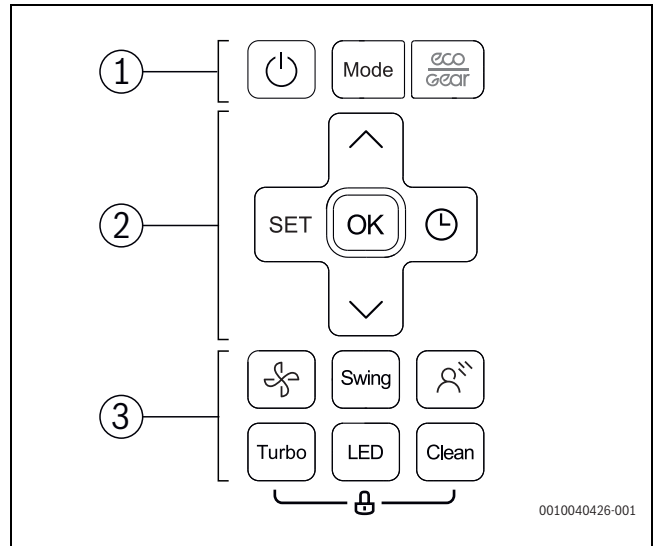 1
Mode
eco
Gear
2
SET
OK
3
Swing
Turbo
LED
Clean
0010040426-001